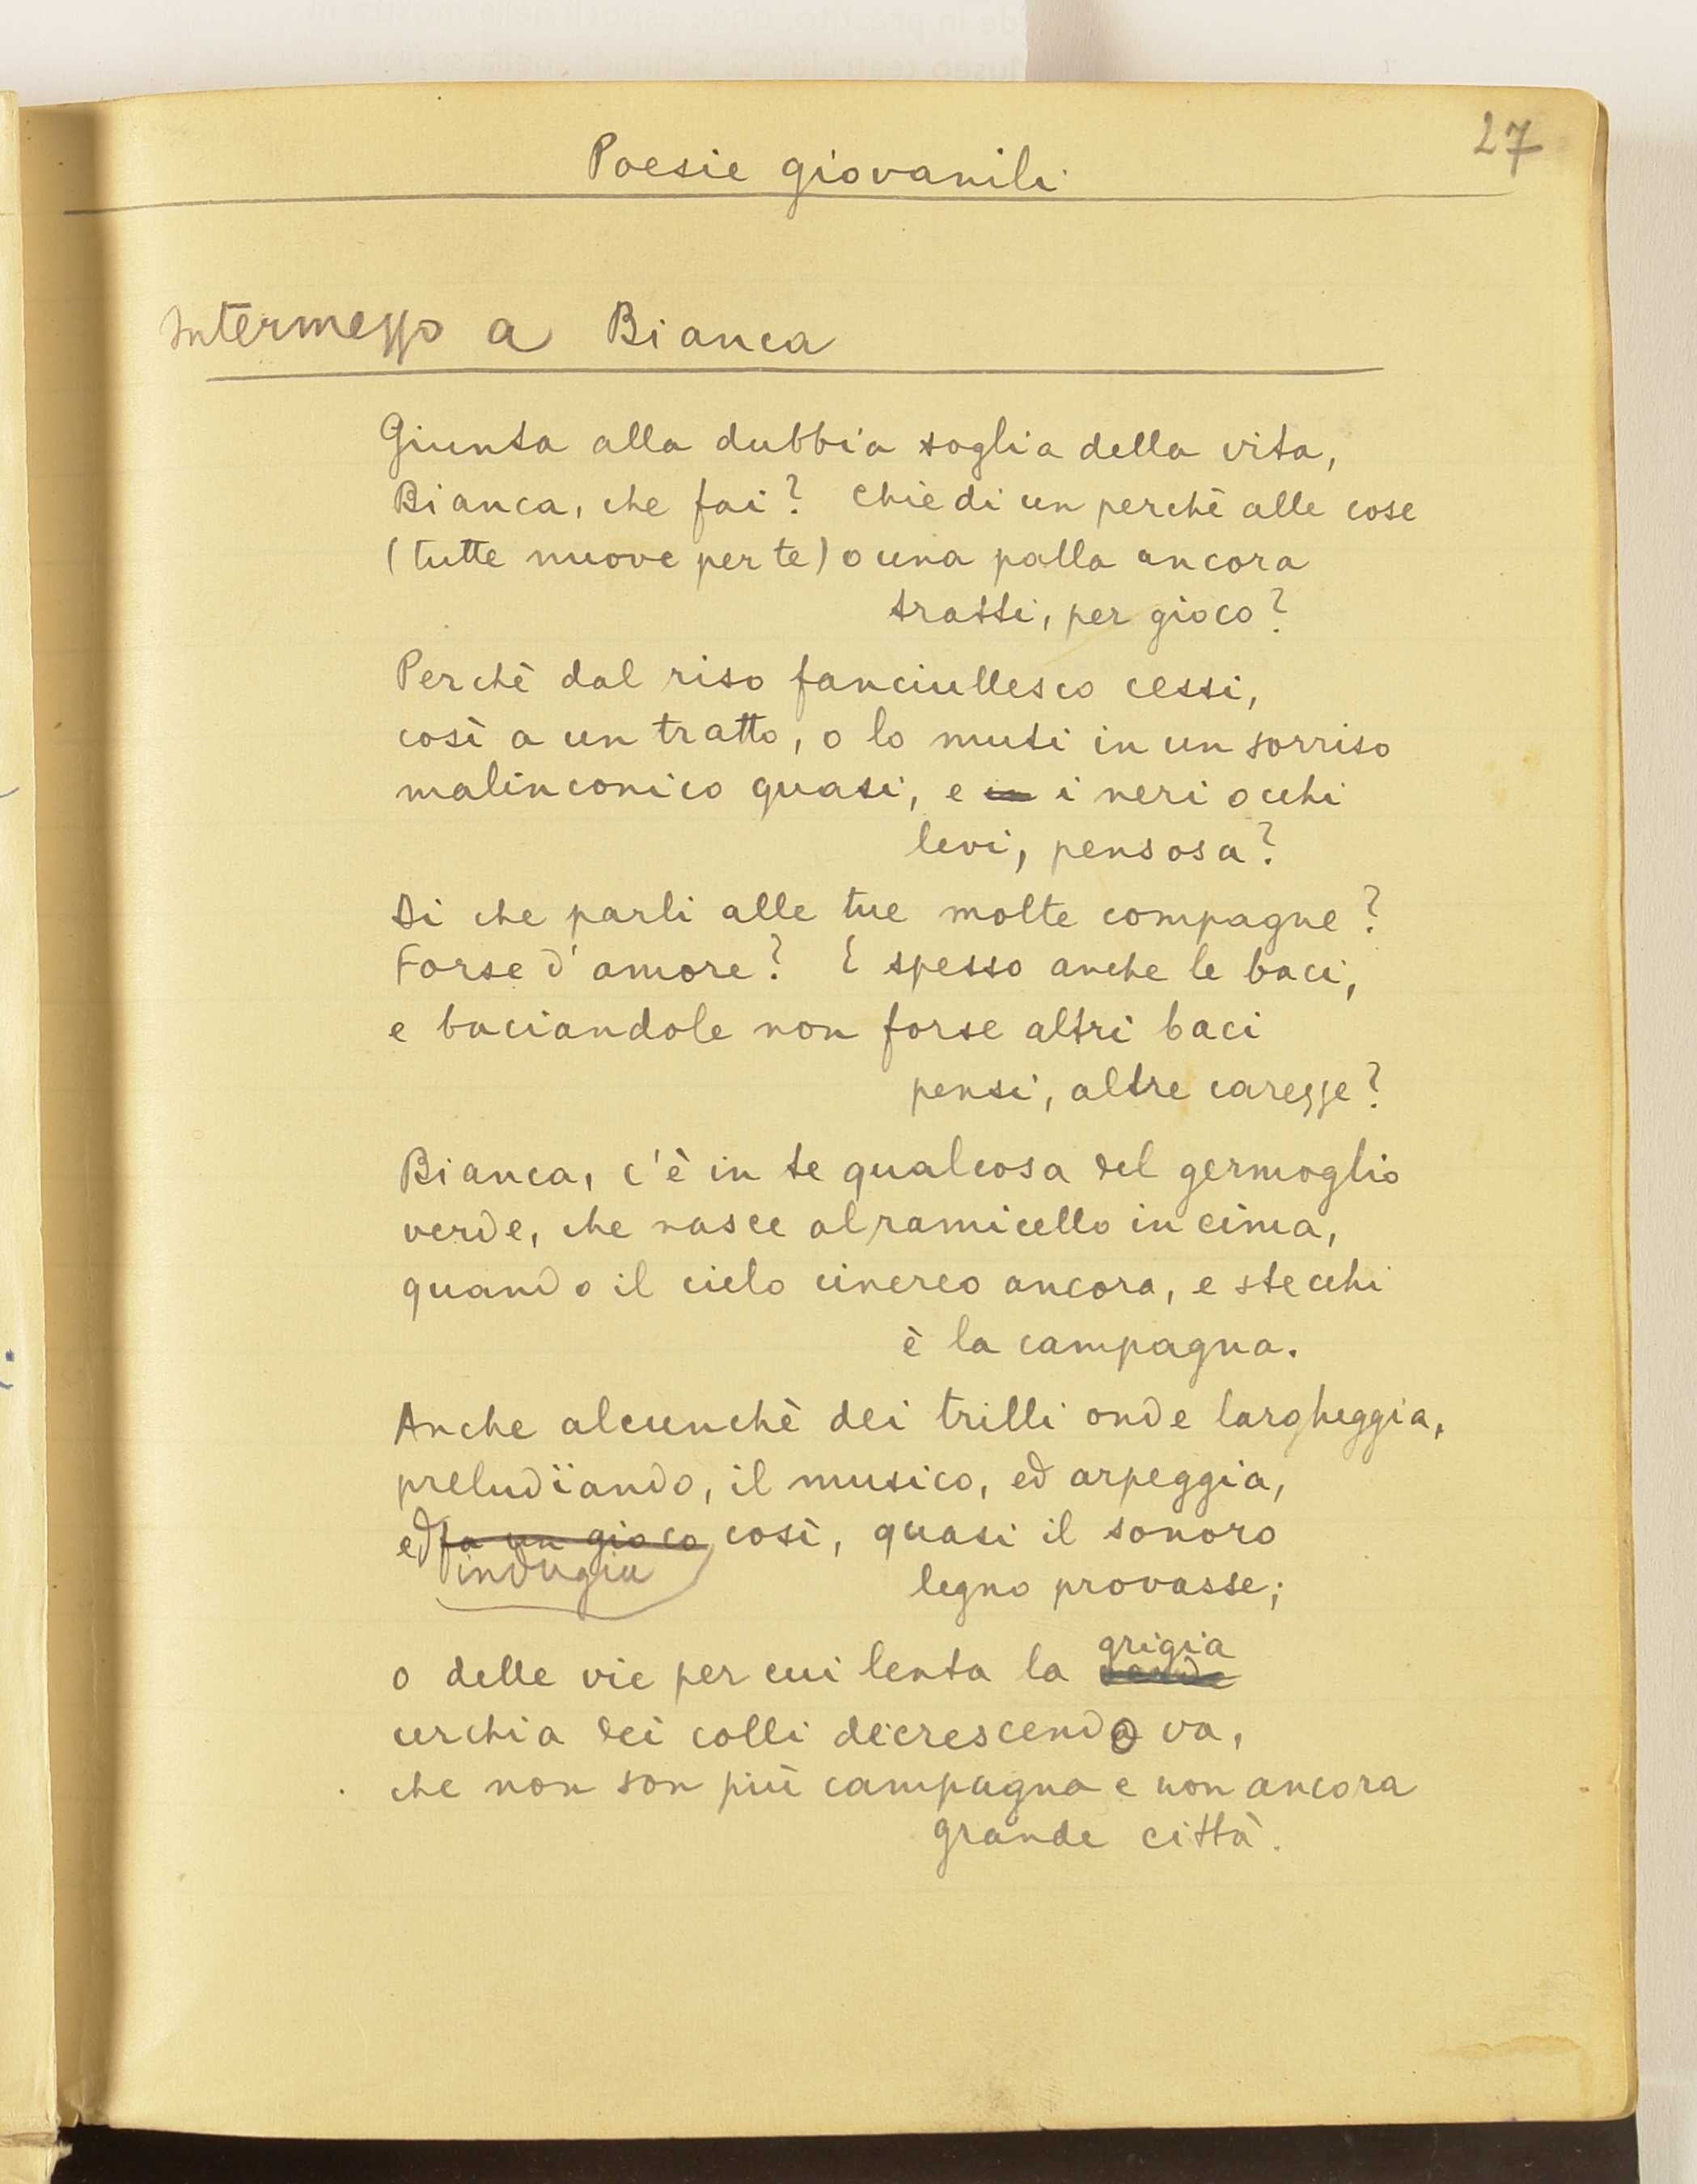 27
Poesie giovanili
Intermezzo a Bianca
Giunta alla dubbia soglia della vita,
Bianca, che fai? Chiedi un perchè alle cose
(tutte nuove per te) o una palla ancora
tratti, per gioco?
Perchè dal riso fanciullesco cessi,
così a un tratto, o lo muti in un sorriso
malinconico quasi, e in i neri occhi
levi, pensosa?
Di che parli alle tue molte compagne?
Forse d'amore? E spesso anche le baci,
e baciandole non forse altri baci
pensi, altre carezze?
Bianca, c'è in te qualcosa del germoglio
verde, che nasce al ramicello in cima,
quando il cielo cinereo ancora, e stecchi
è la campagna.
Anche alcunchè dei trilli onde largheggia,
preludïando, il musico, ed arpeggia,
ed fa un gioco così, quasi il sonoro
indugia
legno provasse;
grigia
o delle vie per cui lenta la
cerchia dei colli decrescendo va,
che non son più campagna e non ancora
grande città.